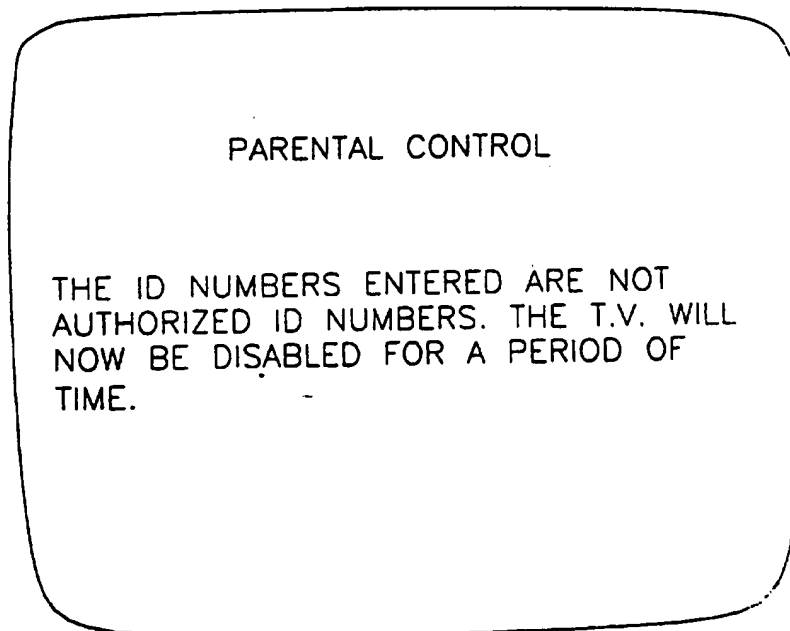 PARENTAL CONTROL
THE ID NUMBERS ENTERED ARE NOT
AUTHORIZED ID NUMBERS. THE T.V. WILL
NOW BE DISABLED FOR A PERIOD OF
TIME.